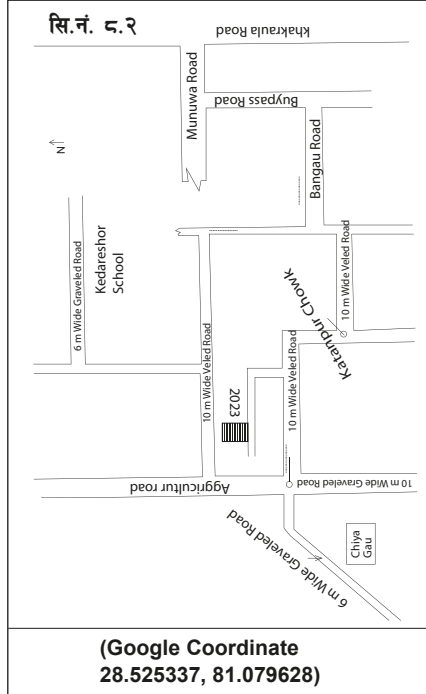 सि.नं. ८.२
khakraula Road
Munuwa Road
Buypass Road
N
Bangau Road
Kedareshor
School
6 m Wide Graveled Road
10 m Wide Veled Road
10 m Wide Veled Road
Katanpur Chowk
10 m Wide Veled Road
2023
Aggricultur road
10 m Wide Graveled Road
6 m Wide Graveled Road
Chiya
Gau
(Google Coordinate
28.525337, 81.079628)